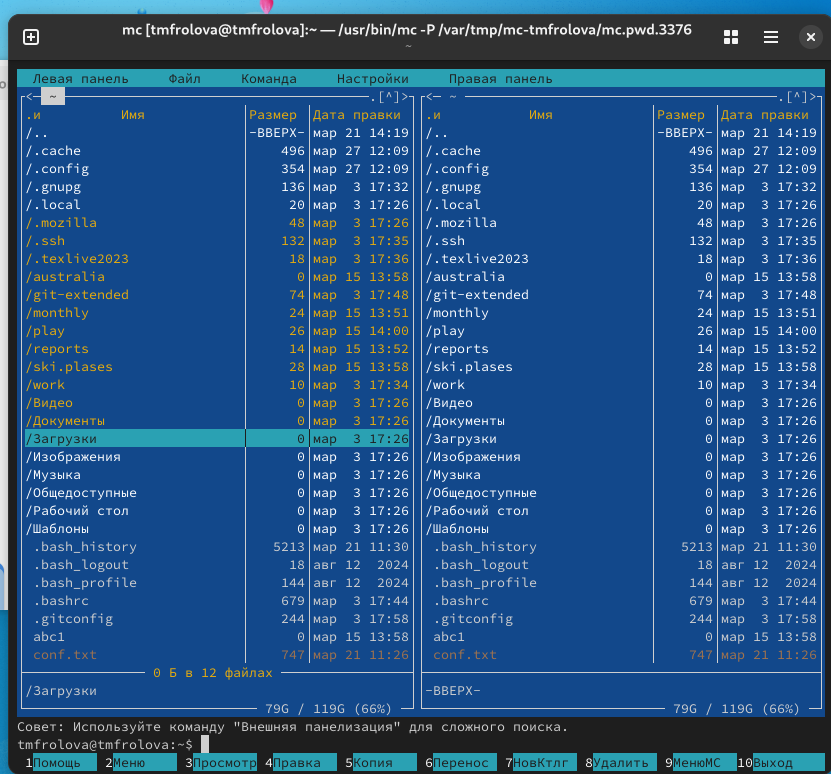 mc [tmfrolova@tmfrolova]:~ — /usr/bin/mc -P /var/tmp/mc-tmfrolova/mc.pwd.3376
~
Левая панель Файл Команда Настройки Правая панель
<─ ~ .[^]> <─ ~ .[^]>
.и Имя Размер Дата правки .и Имя Размер Дата правки
/.. -ВВЕРХ- мар 21 14:19 /.. -ВВЕРХ- мар 21 14:19
/.cache 496 мар 27 12:09 /.cache 496 мар 27 12:09
/.config 354 мар 27 12:09 /.config 354 мар 27 12:09
/.gnupg 136 мар 3 17:32 /.gnupg 136 мар 3 17:32
/.local 20 мар 3 17:26 /.local 20 мар 3 17:26
/.mozilla 48 мар 3 17:26 /.mozilla 48 мар 3 17:26
/.ssh 132 мар 3 17:35 /.ssh 132 мар 3 17:35
/.texlive2023 18 мар 3 17:36 /.texlive2023 18 мар 3 17:36
/australia 0 мар 15 13:58 /australia 0 мар 15 13:58
/git-extended 74 мар 3 17:48 /git-extended 74 мар 3 17:48
/monthly 24 мар 15 13:51 /monthly 24 мар 15 13:51
/play 26 мар 15 14:00 /play 26 мар 15 14:00
/reports 14 мар 15 13:52 /reports 14 мар 15 13:52
/ski.plases 28 мар 15 13:58 /ski.plases 28 мар 15 13:58
/work 10 мар 3 17:34 /work 10 мар 3 17:34
/Видео 0 мар 3 17:26 /Видео 0 мар 3 17:26
/Документы 0 мар 3 17:26 /Документы 0 мар 3 17:26
/Загрузки 0 мар 3 17:26 /Загрузки 0 мар 3 17:26
/Изображения 0 мар 3 17:26 /Изображения 0 мар 3 17:26
/Музыка 0 мар 3 17:26 /Музыка 0 мар 3 17:26
/Общедоступные 0 мар 3 17:26 /Общедоступные 0 мар 3 17:26
/Рабочий стол 0 мар 3 17:26 /Рабочий стол 0 мар 3 17:26
/Шаблоны 0 мар 3 17:26 /Шаблоны 0 мар 3 17:26
.bash_history 5213 мар 21 11:30 .bash_history 5213 мар 21 11:30
.bash_logout 18 авг 12 2024 .bash_logout 18 авг 12 2024
.bash_profile 144 авг 12 2024 .bash_profile 144 авг 12 2024
.bashrc 679 мар 3 17:44 .bashrc 679 мар 3 17:44
.gitconfig 244 мар 3 17:58 .gitconfig 244 мар 3 17:58
abc1 0 мар 15 13:58 abc1 0 мар 15 13:58
conf.txt 747 мар 21 11:26 conf.txt 747 мар 21 11:26
0 Б в 12 файлах
/Загрузки -ВВЕРХ-
79G / 119G (66%) 79G / 119G (66%)
Совет: Используйте команду "Внешняя панелизация" для сложного поиска.
tmfrolova@tmfrolova:~$
1Помощь 2Меню 3Просмотр 4Правка 5Копия 6Перенос 7НовКтлг 8Удалить 9МенюMC 10Выход